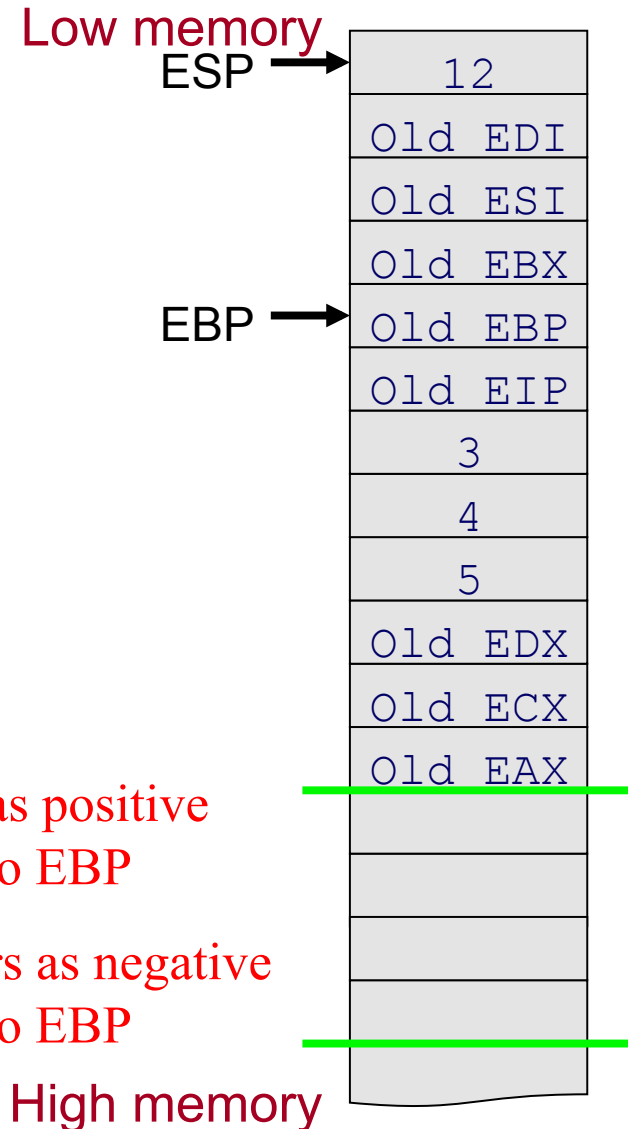 Low memory
ESP
12
Old EDI
Old ESI
Old EBX
EBP
Old EBP
Old EIP
3
4
5
Old EDX
Old ECX
Old EAX
as positive
o EBP
rs as negative
o EBP
High memory